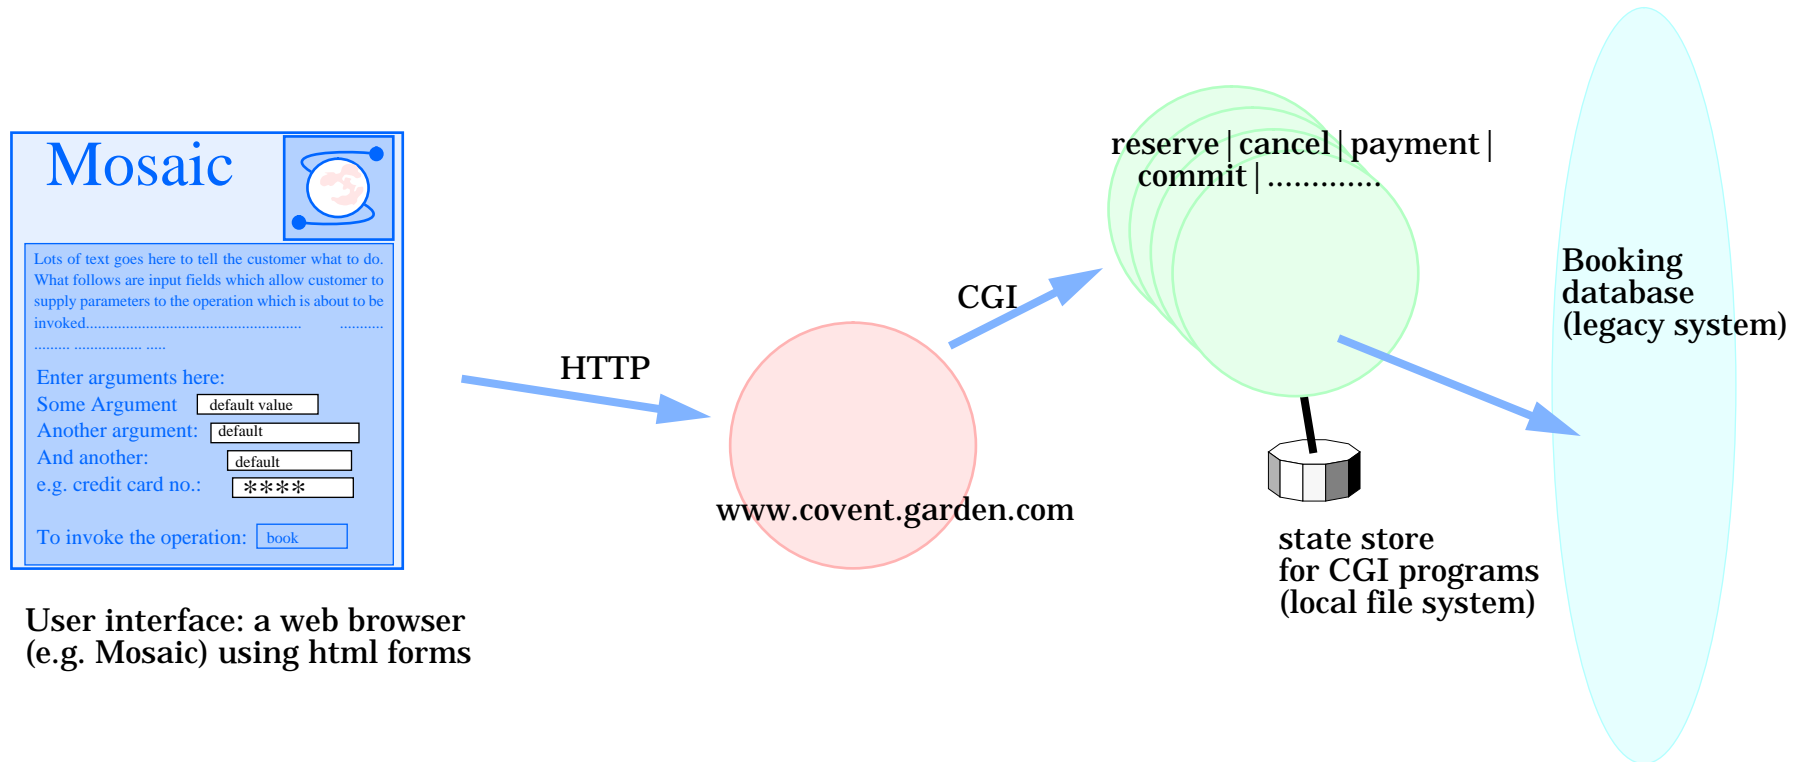 Mosaic
Lots of text goes here to tell the customer what to do.
What follows are input fields which allow customer to
supply parameters to the operation which is about to be
invoked...................................................... ...........
......... ................. .....
Enter arguments here:
Some Argument default value
Another argument: default
And another: default
e.g. credit card no.: ****
To invoke the operation: book
User interface: a web browser
(e.g. Mosaic) using html forms
HTTP
www.covent.garden.com
CGI
reserve|cancel|payment|
commit|.............
state store
for CGI programs
(local file system)
Booking
database
(legacy system)